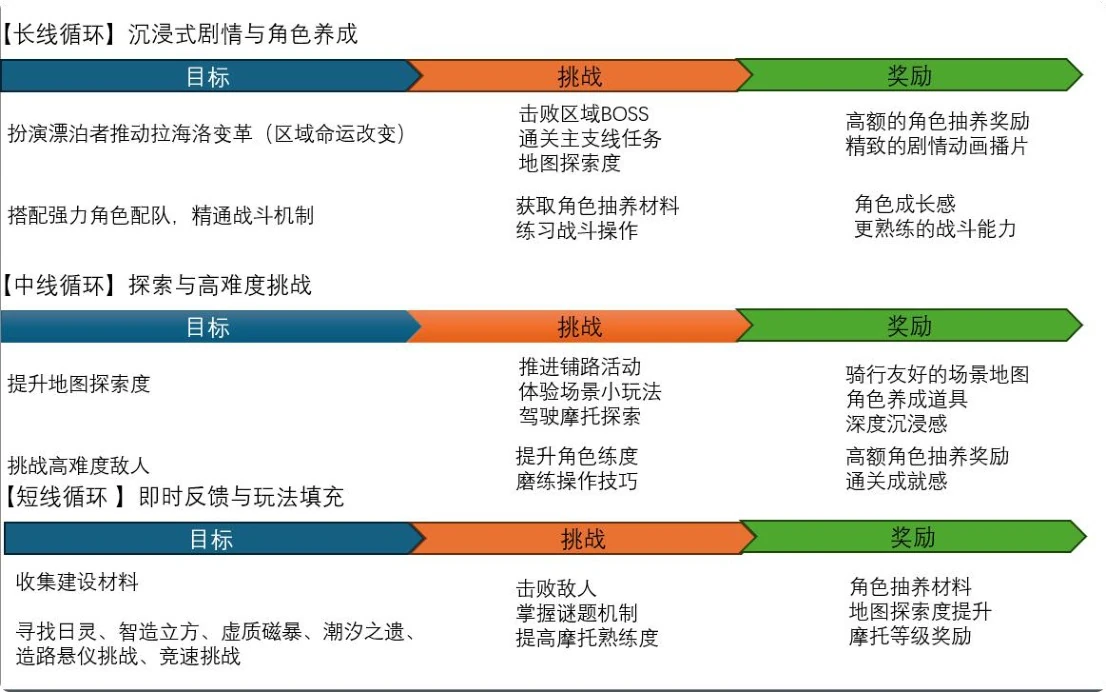 【长线循环】沉浸式剧情与角色养成
目标 挑战 奖励
扮演漂泊者推动拉海洛变革（区域命运改变）
击败区域BOSS
通关主支线任务
地图探索度
高额的角色抽养奖励
精致的剧情动画播片
搭配强力角色配队，精通战斗机制
获取角色抽养材料
练习战斗操作
角色成长感
更熟练的战斗能力
【中线循环】探索与高难度挑战
目标 挑战 奖励
提升地图探索度
推进铺路活动
体验场景小玩法
驾驶摩托探索
骑行友好的场景地图
角色养成道具
深度沉浸感
挑战高难度敌人
提升角色练度
磨练操作技巧
高额角色抽养奖励
通关成就感
【短线循环 】即时反馈与玩法填充
目标 挑战 奖励
收集建设材料
寻找日灵、智造立方、虚质磁暴、潮汐之遗、
造路悬仪挑战、竞速挑战
击败敌人
掌握谜题机制
提高摩托熟练度
角色抽养材料
地图探索度提升
摩托等级奖励